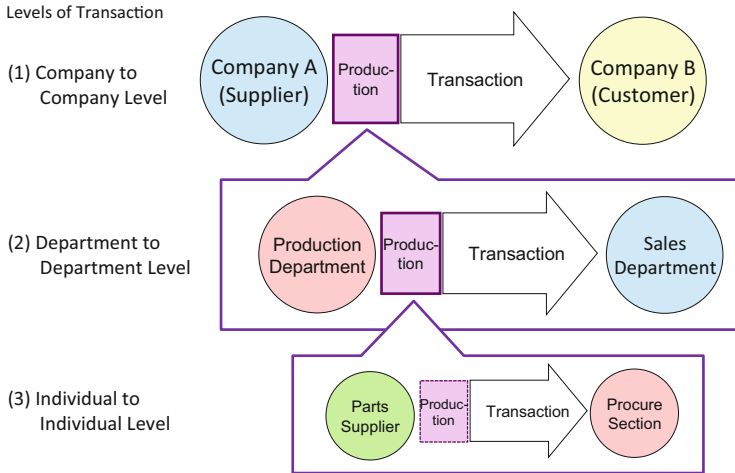 Levels of Transaction
(1) Company to
Company Level
Company A
(Supplier)
Produc-
tion
Transaction
Company B
(Customer)
(2) Department to
Department Level
Production
Department
Produc-
tion
Transaction
Sales
Department
(3) Individual to
Individual Level
Parts
Supplier
Produc-
tion
Transaction
Procure
Section